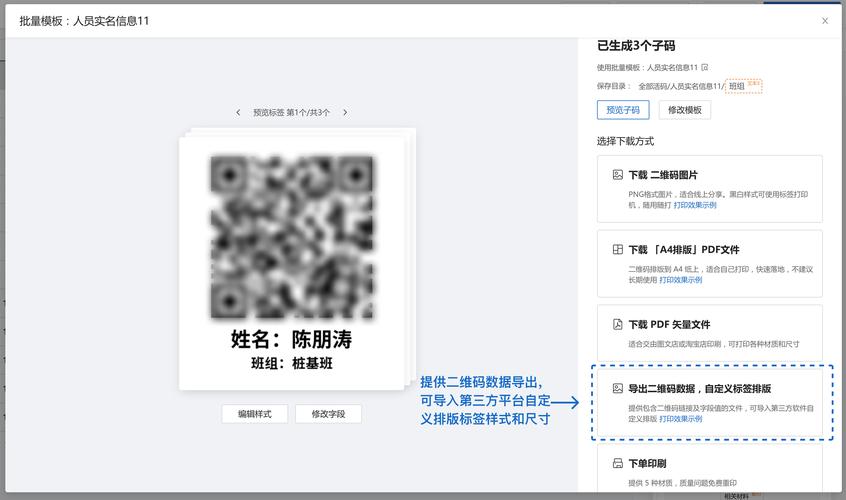 批量模板：人员实名信息11
已生成3个子码
使用批量模板：人员实名信息11
保存目录： 全部活码/人员实名信息11/ 班组
预览子码 修改模板
预览标签 第1个/共3个
选择下载方式
下载 二维码图片
PNG格式图片，适合线上分享。黑白样式可使用标签打印
机，随用随打 打印效果示例
下载 「A4排版」PDF文件
二维码排版到 A4 纸上，适合自己打印，快速落地，不建议
长期使用 打印效果示例
下载 PDF 矢量文件
适合交由图文店或淘宝店印刷，可打印各种材质和尺寸
姓名：陈朋涛
班组：桩基班
编辑样式 修改字段
提供二维码数据导出，
可导入第三方平台自定
义排版标签样式和尺寸
导出二维码数据，自定义标签排版
提供包含二维码链接及字段值的文件，可导入第三方软件自
定义排版 打印效果示例
下单印刷
提供 5 种材质，质量问题免费重印
相关材料